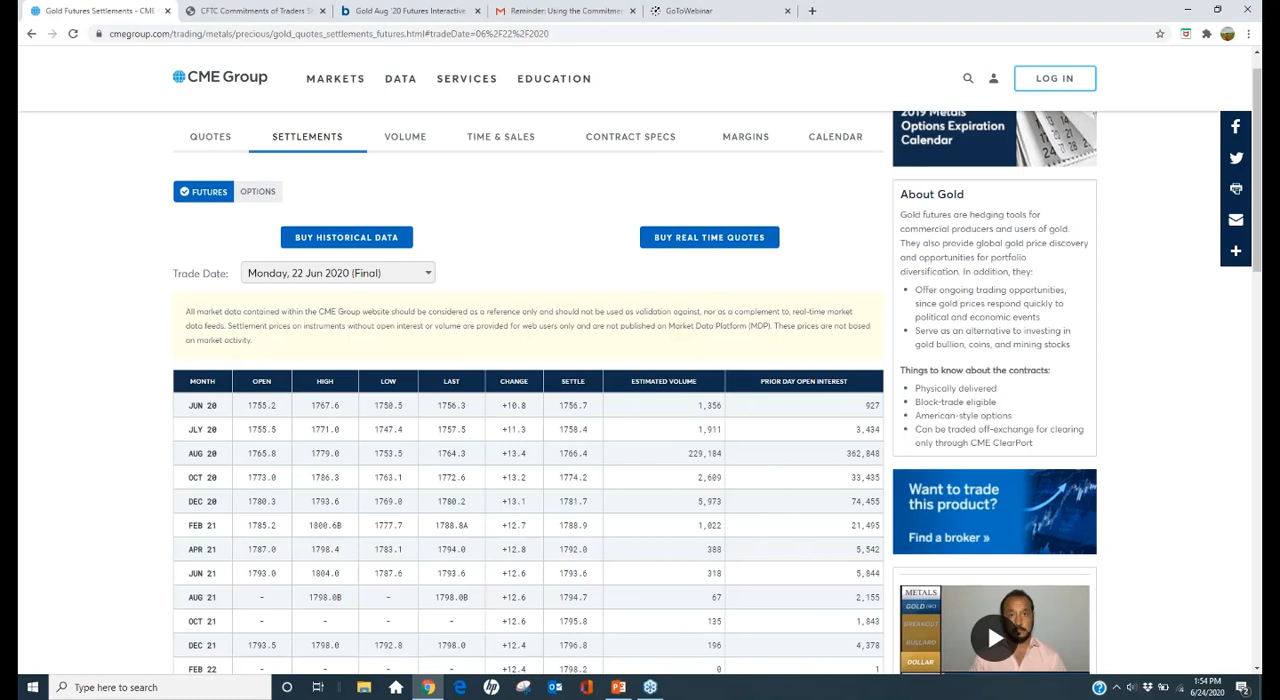 Gold Futures Settlements - CME
CFTC Commitments of Traders
Gold Aug '20 Futures Interactive
Reminder: Using the Commitme
GoToWebinar
cmegroup.com/trading/metals/precious/gold_quotes_settlements_futures.html#tradeDate=06%2F22%2F2020
CME Group
MARKETS DATA SERVICES EDUCATION
LOG IN
QUOTES SETTLEMENTS VOLUME TIME & SALES CONTRACT SPECS MARGINS CALENDAR
2019 Metals
Options Expiration
Calendar
FUTURES OPTIONS
BUY HISTORICAL DATA BUY REAL TIME QUOTES
Trade Date: Monday, 22 Jun 2020 (Final)
All market data contained within the CME Group website should be considered as a reference only and should not be used as validation against, nor as a complement to, real-time market
data feeds. Settlement prices on instruments without open interest or volume are provided for web users only and are not published on Market Data Platform (MDP). These prices are not based
on market activity.
MONTH OPEN HIGH LOW LAST CHANGE SETTLE ESTIMATED VOLUME PRIOR DAY OPEN INTEREST
JUN 20 1755.2 1767.6 1750.5 1756.3 +10.8 1756.7 1,356 927
JLY 20 1755.5 1771.0 1747.4 1757.5 +11.3 1758.4 1,911 3,434
AUG 20 1765.8 1779.0 1753.5 1764.3 +13.4 1766.4 229,184 362,848
OCT 20 1773.0 1786.3 1763.1 1772.6 +13.2 1774.2 2,609 33,435
DEC 20 1780.3 1793.6 1769.0 1780.2 +13.1 1781.7 5,973 74,455
FEB 21 1785.2 1800.6B 1777.7 1788.8A +12.7 1788.9 1,022 21,495
APR 21 1787.0 1798.4 1783.1 1794.0 +12.8 1792.0 388 5,542
JUN 21 1793.0 1804.0 1787.6 1793.6 +12.6 1793.6 318 5,844
AUG 21 - 1798.0B - 1798.0B +12.6 1794.7 67 2,155
OCT 21 - - - - +12.6 1795.8 135 1,843
DEC 21 1793.5 1798.0 1792.8 1798.0 +12.4 1796.8 196 4,378
FEB 22 - - - - +12.4 1798.2 0 1
About Gold
Gold futures are hedging tools for
commercial producers and users of gold.
They also provide global gold price discovery
and opportunities for portfolio
diversification. In addition, they:
Offer ongoing trading opportunities,
since gold prices respond quickly to
political and economic events
Serve as an alternative to investing in
gold bullion, coins, and mining stocks
Things to know about the contracts:
Physically delivered
Block-trade eligible
American-style options
Can be traded off-exchange for clearing
only through CME ClearPort
Want to trade
this product?
Find a broker »
METALS
GOLD (GC)
BREAKOUT
BULLARD
DOLLAR
Type here to search
1:54 PM
6/24/2020